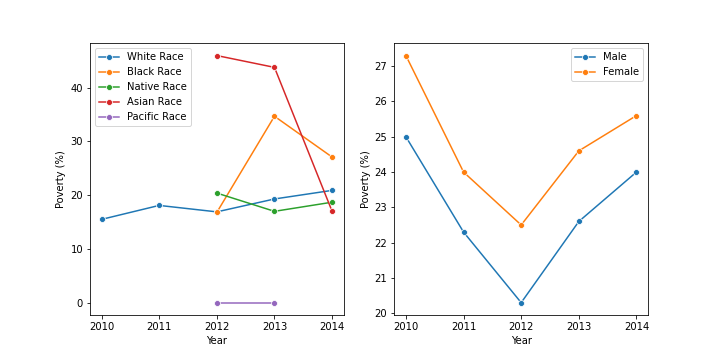 White Race
Black Race
Native Race
Asian Race
Pacific Race
Poverty (%)
40
30
20
10
0
2010 2011 2012 2013 2014
Year
Male
Female
Poverty (%)
27
26
25
24
23
22
21
20
2010 2011 2012 2013 2014
Year